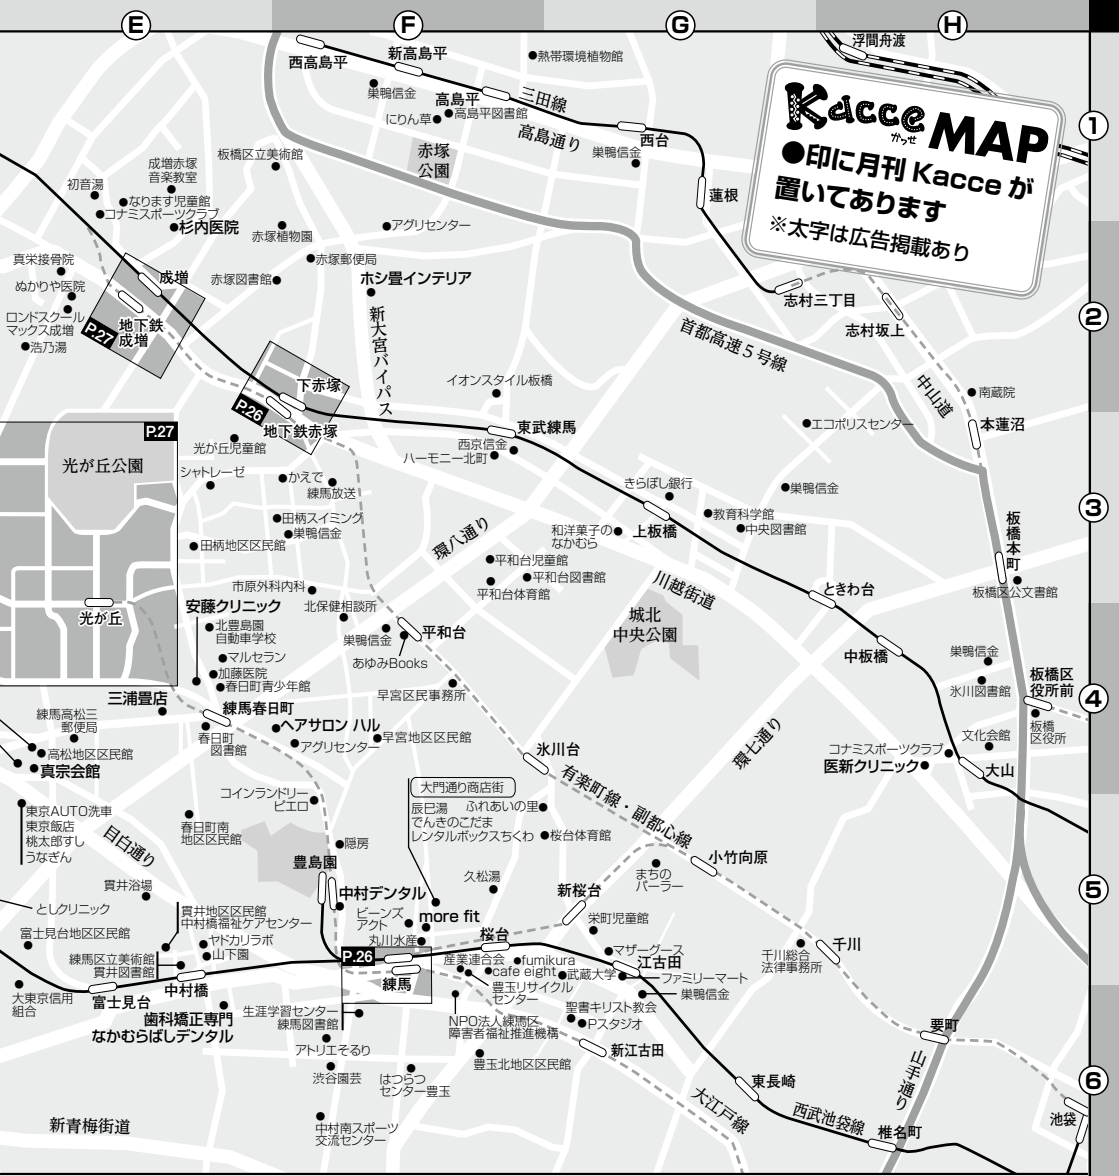 E
F
G
H
①
②
③
④
⑤
⑥
Kacce
かっせ
MAP
●印に月刊 Kacce が
置いてあります
※太字は広告掲載あり
浮間舟渡
西高島平
新高島平
熱帯環境植物館
巣鴨信金
高島平
三田線
高島平図書館
にりん草
高島通り
西台
巣鴨信金
赤塚
公園
蓮根
板橋区立美術館
成増赤塚
音楽教室
初音湯
なります児童館
コナミスポーツクラブ
杉内医院
赤塚植物園
アグリセンター
真栄接骨院
ぬかりや医院
ロンドスクール
マックス成増
浩乃湯
成増
地下鉄
成増
P.27
赤塚郵便局
赤塚図書館
ホシ畳インテリア
新大宮バイパス
志村三丁目
志村坂上
首都高速5号線
中山道
南蔵院
本蓮沼
下赤塚
P.26
地下鉄赤塚
イオンスタイル板橋
東武練馬
西京信金
ハーモニー北町
エコポリスセンター
P.27
光が丘公園
光が丘
光が丘児童館
シャトレーゼ
かえで
練馬放送
田柄スイミング
巣鴨信金
田柄地区区民館
環八通り
きらぼし銀行
巣鴨信金
教育科学館
中央図書館
和洋菓子の
なかむら
上板橋
板橋本町
板橋区公文書館
平和台児童館
平和台図書館
平和台体育館
川越街道
ときわ台
市原外科内科
北保健相談所
安藤クリニック
北豊島園
自動車学校
巣鴨信金
平和台
あゆみBooks
城北
中央公園
中板橋
マルセラン
加藤医院
春日町青少年館
早宮区民事務所
巣鴨信金
氷川図書館
板橋区
役所前
三浦畳店
練馬春日町
ヘアサロン ハル
練馬高松三
郵便局
春日町
図書館
アグリセンター
早宮地区区民館
高松地区区民館
真宗会館
氷川台
環七通り
文化会館
板橋
区役所
コナミスポーツクラブ
医新クリニック
大山
コインランドリー
ピエロ
大門通り商店街
辰巳湯
ふれあいの里
でんきのこだま
レンタルボックスちくわ
桜台体育館
有楽町線・副都心線
東京AUTO洗車
東京飯店
桃太郎すし
うなぎん
目白通り
春日町南
地区区民館
隠房
豊島園
小竹向原
まちの
パーラー
貫井浴場
としクリニック
中村デンタル
久松湯
新桜台
富士見台地区区民館
貫井地区区民館
中村橋福祉ケアセンター
ヤドカリラボ
山下園
練馬区立美術館
貫井図書館
ビーンズ
アクト
more fit
丸川水産
桜台
栄町児童館
千川
千川総合
法律事務所
P.26
練馬
産業連合会
fumikura
cafe eight
豊玉リサイクル
センター
マザーグース
江古田
武蔵大学
ファミリーマート
巣鴨信金
大東京信用
組合
富士見台
中村橋
歯科矯正専門
なかむらばしデンタル
生涯学習センター
練馬図書館
NPO法人練馬区
障害者福祉推進機構
聖書キリスト教会
Pスタジオ
要町
アトリエそるり
渋谷園芸
はつらつ
センター豊玉
豊玉北地区区民館
新江古田
山手通り
東長崎
新青梅街道
中村南スポーツ
交流センター
大江戸線
西武池袋線
椎名町
池袋